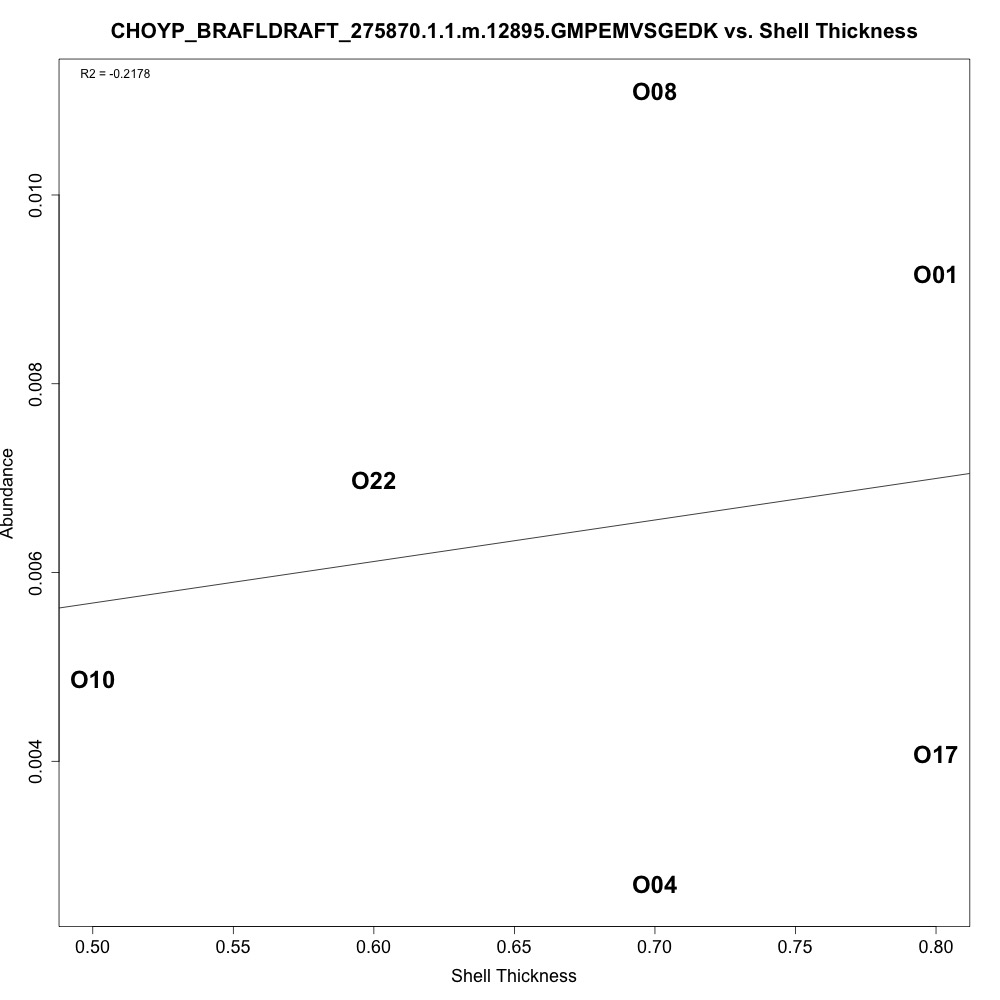 CHOYP_BRAFLDRAFT_275870.1.1.m.12895.GMPEMVSGEDK vs. Shell Thickness
R2 = -0.2178
O08
0.010
O01
0.008
O22
Abundance
0.006
O10
0.004
O17
O04
0.50 0.55 0.60 0.65 0.70 0.75 0.80
Shell Thickness